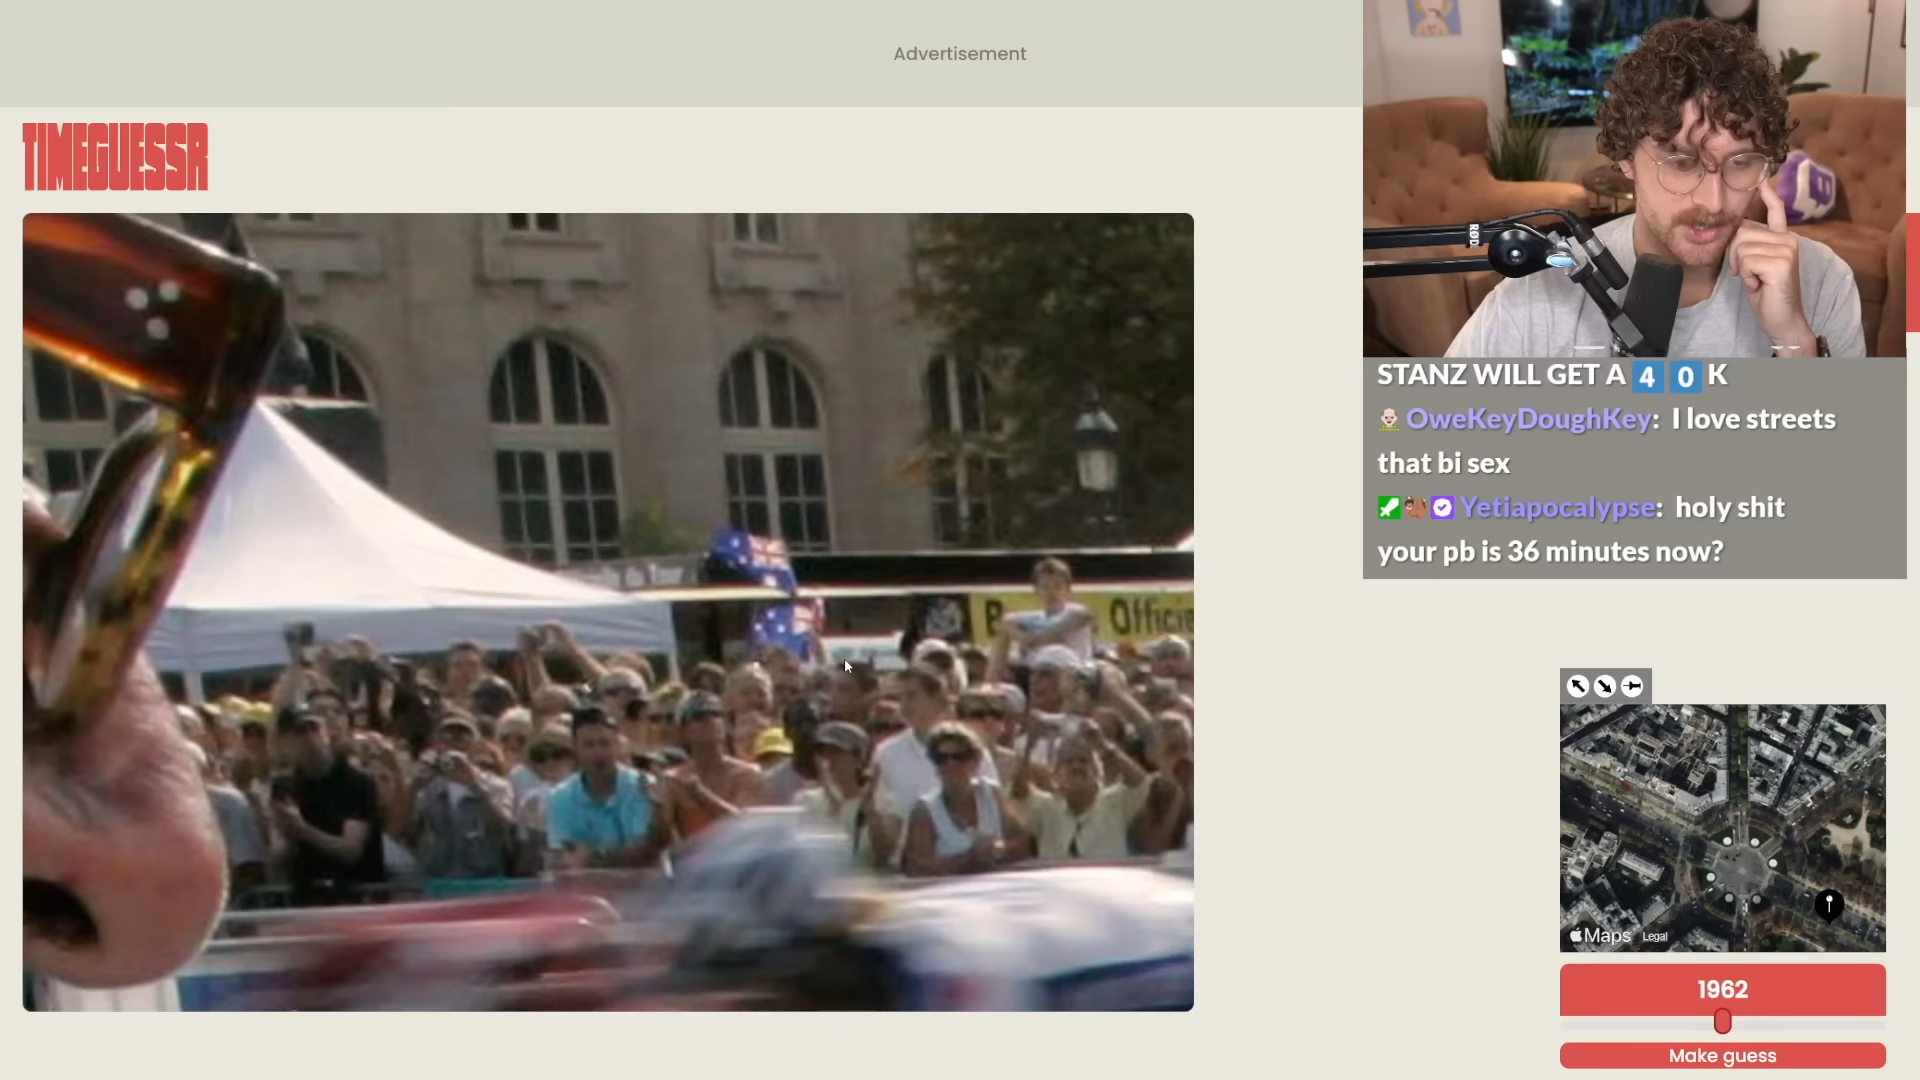 Advertisement
TIMEGUESSR
RØD
STANZ WILL GET A 4 0 K
OweKeyDoughKey: I love streets
that bi sex
Yetiapocalypse: holy shit
your pb is 36 minutes now?
Officie
Maps Legal
1962
Make guess